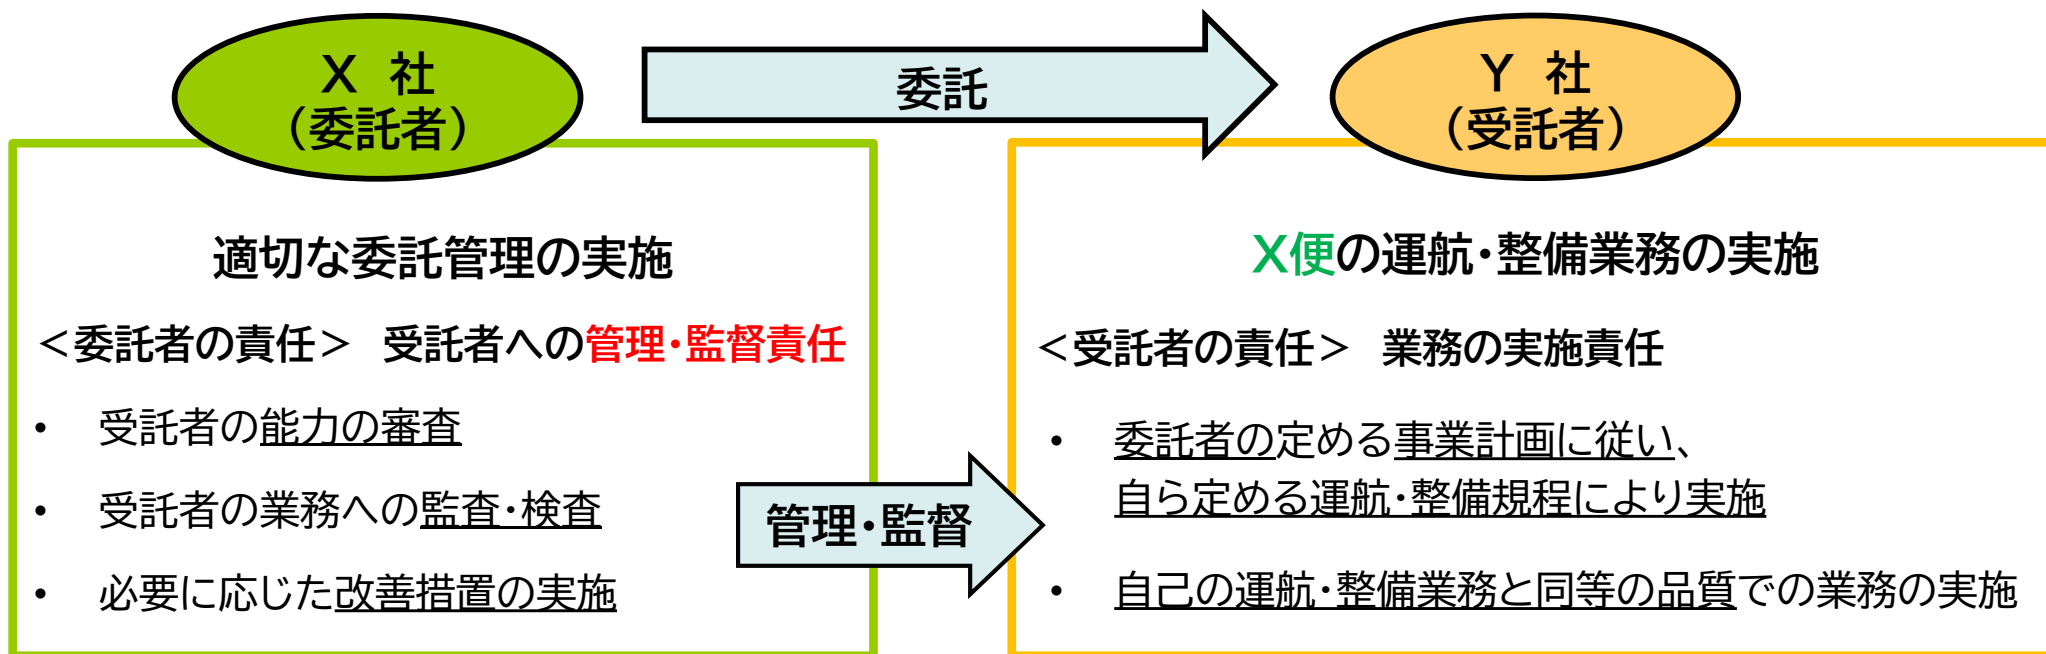 X 社
（委託者）
委託
Y 社
（受託者）
適切な委託管理の実施
＜委託者の責任＞ 受託者への管理・監督責任
• 受託者の能力の審査
• 受託者の業務への監査・検査
• 必要に応じた改善措置の実施
管理・監督
X便の運航・整備業務の実施
＜受託者の責任＞ 業務の実施責任
• 委託者の定める事業計画に従い、
自ら定める運航・整備規程により実施
• 自己の運航・整備業務と同等の品質での業務の実施